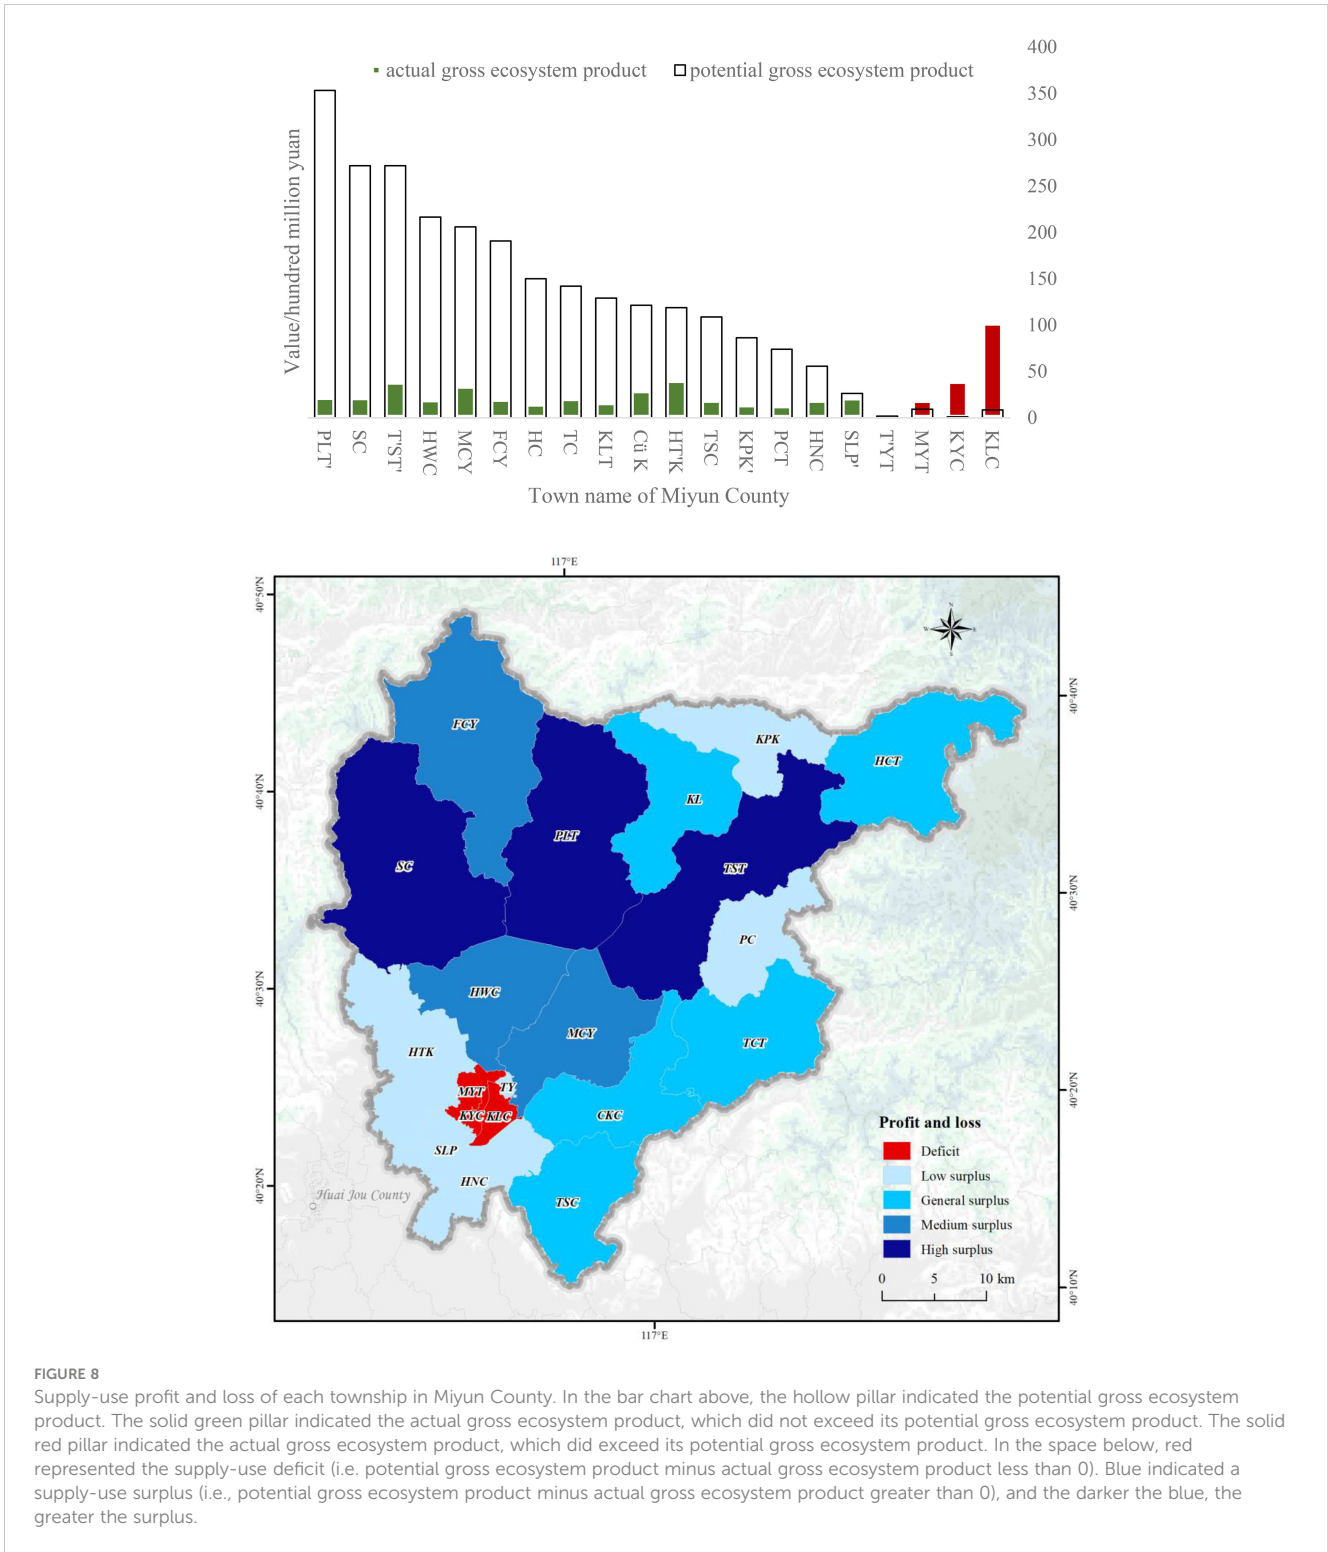 400
actual gross ecosystem product
potential gross ecosystem product
350
300
250
200
150
100
50
0
Value/hundred million yuan
PLT'
SC
T'ST'
HWC
MCY
FCY
HC
TC
KLT
Cü K
HT'K
TSC
KPK'
PCT
HNC
SLP'
T'YT
MYT
KYC
KLC
Town name of Miyun County
117°E
40°50'N
N
W
E
S
40°40'N
FCY
KPK
HCT
40°40'N
KL
PLT
SC
TST
40°30'N
PC
40°30'N
HWC
MCY
TCT
HTK
MYT
TY
40°20'N
KYC
KLC
CKC
Profit and loss
Deficit
SLP
Low surplus
HNC
40°20'N
Huai Jou County
General surplus
TSC
Medium surplus
High surplus
0 5 10 km
40°10'N
117°E
FIGURE 8
Supply-use profit and loss of each township in Miyun County. In the bar chart above, the hollow pillar indicated the potential gross ecosystem
product. The solid green pillar indicated the actual gross ecosystem product, which did not exceed its potential gross ecosystem product. The solid
red pillar indicated the actual gross ecosystem product, which did exceed its potential gross ecosystem product. In the space below, red
represented the supply-use deficit (i.e. potential gross ecosystem product minus actual gross ecosystem product less than 0). Blue indicated a
supply-use surplus (i.e., potential gross ecosystem product minus actual gross ecosystem product greater than 0), and the darker the blue, the
greater the surplus.